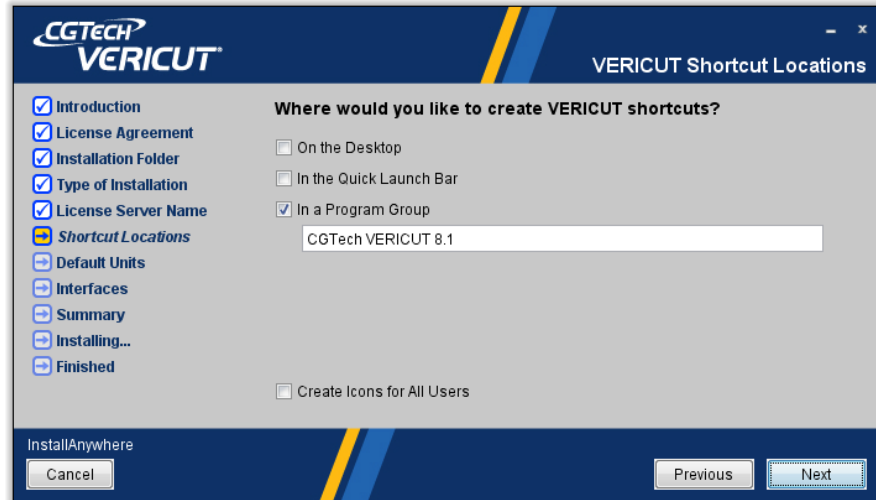 CGTECH
VERICUT
VERICUT Shortcut Locations
Introduction
License Agreement
Installation Folder
Type of Installation
License Server Name
Shortcut Locations
Default Units
Interfaces
Summary
Installing...
Finished
Where would you like to create VERICUT shortcuts?
On the Desktop
In the Quick Launch Bar
In a Program Group
CGTech VERICUT 8.1
Create Icons for All Users
InstallAnywhere
Cancel
Previous
Next